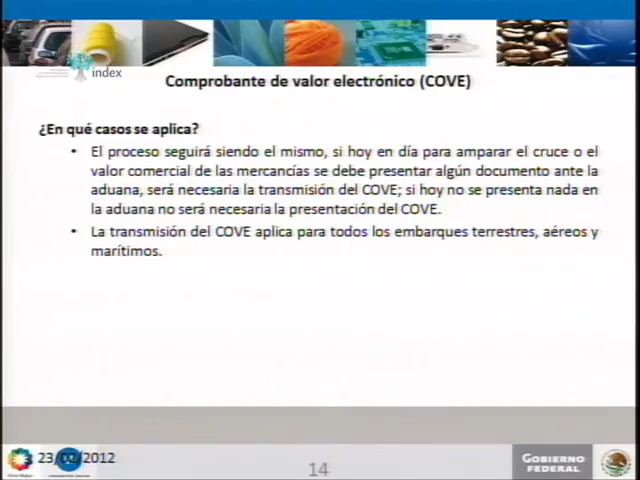 index
Comprobante de valor electrónico (COVE)
¿En qué casos se aplica?
• El proceso seguirá siendo el mismo, si hoy en día para amparar el cruce o el
valor comercial de las mercancías se debe presentar algún documento ante la
aduana, será necesaria la transmisión del COVE; si hoy no se presenta nada en
la aduana no será necesaria la presentación del COVE.
• La transmisión del COVE aplica para todos los embarques terrestres, aéreos y
marítimos.
23/02/2012
14
GOBIERNO
FEDERAL